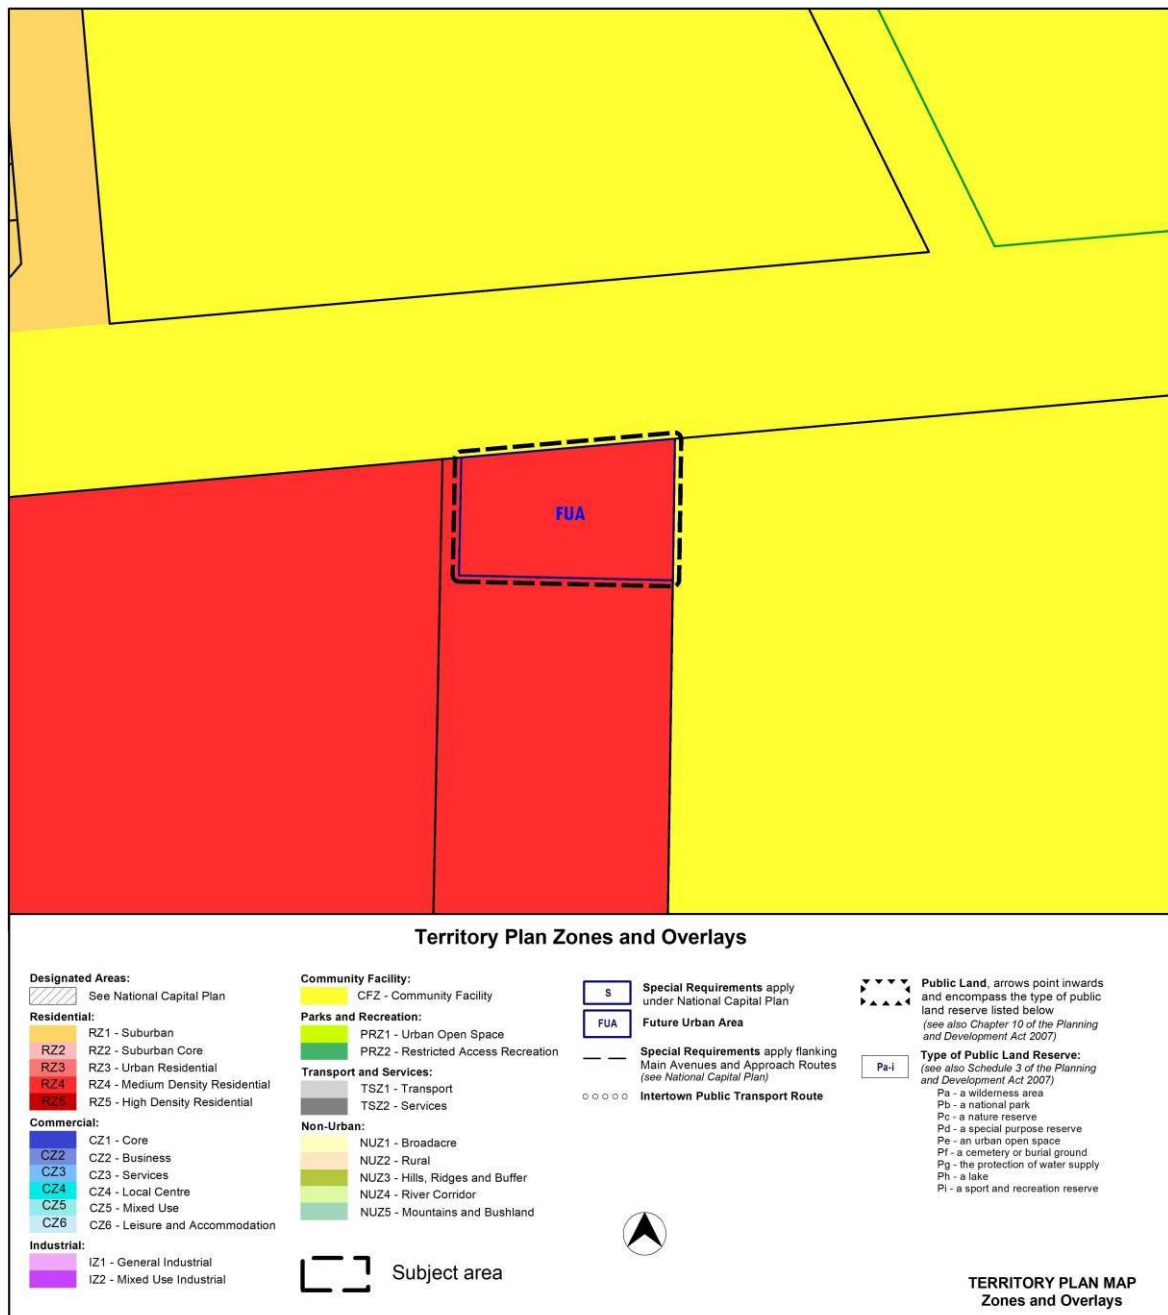 FUA
Territory Plan Zones and Overlays
Designated Areas:
See National Capital Plan
Residential:
RZ1 - Suburban
RZ2 RZ2 - Suburban Core
RZ3 RZ3 - Urban Residential
RZ4 RZ4 - Medium Density Residential
RZ5 RZ5 - High Density Residential
Commercial:
CZ1 - Core
CZ2 CZ2 - Business
CZ3 CZ3 - Services
CZ4 CZ4 - Local Centre
CZ5 CZ5 - Mixed Use
CZ6 CZ6 - Leisure and Accommodation
Industrial:
IZ1 - General Industrial
IZ2 - Mixed Use Industrial
Community Facility:
CFZ - Community Facility
Parks and Recreation:
PRZ1 - Urban Open Space
PRZ2 - Restricted Access Recreation
Transport and Services:
TSZ1 - Transport
TSZ2 - Services
Non-Urban:
NUZ1 - Broadacre
NUZ2 - Rural
NUZ3 - Hills, Ridges and Buffer
NUZ4 - River Corridor
NUZ5 - Mountains and Bushland
Subject area
S Special Requirements apply
under National Capital Plan
FUA Future Urban Area
Special Requirements apply flanking
Main Avenues and Approach Routes
(see National Capital Plan)
Intertown Public Transport Route
Public Land, arrows point inwards
and encompass the type of public
land reserve listed below
(see also Chapter 10 of the Planning
and Development Act 2007)
Pa-i Type of Public Land Reserve:
(see also Schedule 3 of the Planning
and Development Act 2007)
Pa - a wilderness area
Pb - a national park
Pc - a nature reserve
Pd - a special purpose reserve
Pe - an urban open space
Pf - a cemetery or burial ground
Pg - the protection of water supply
Ph - a lake
Pi - a sport and recreation reserve
TERRITORY PLAN MAP
Zones and Overlays